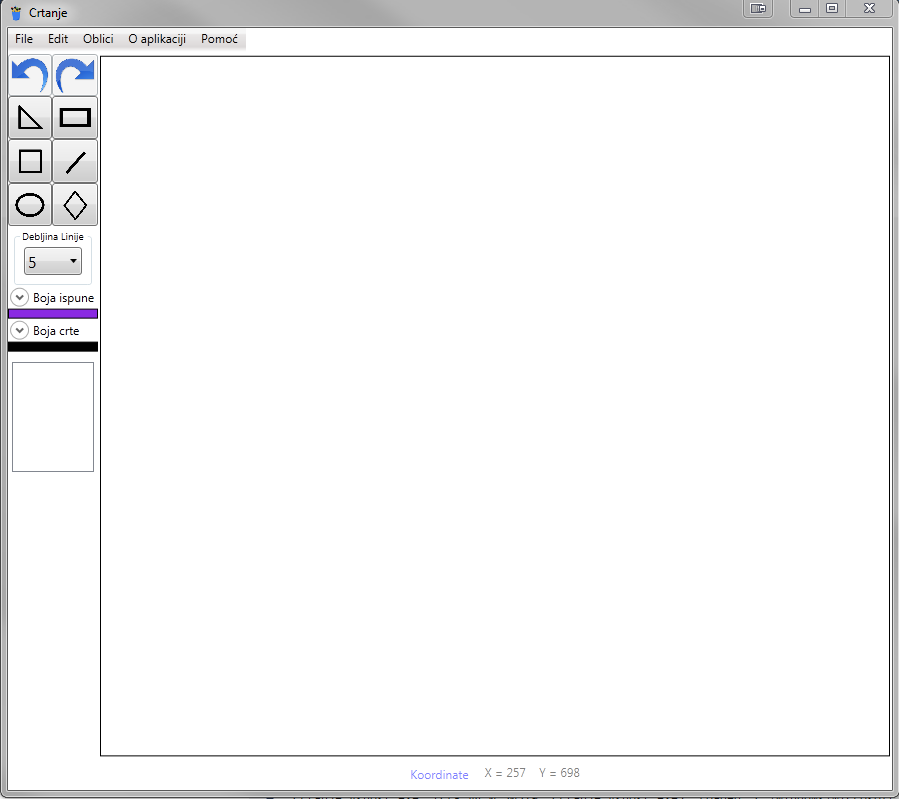 Crtanje
File Edit Oblici O aplikaciji Pomoć
Debljina Linije
5
Boja ispune
Boja crte
Koordinate X = 257 Y = 698